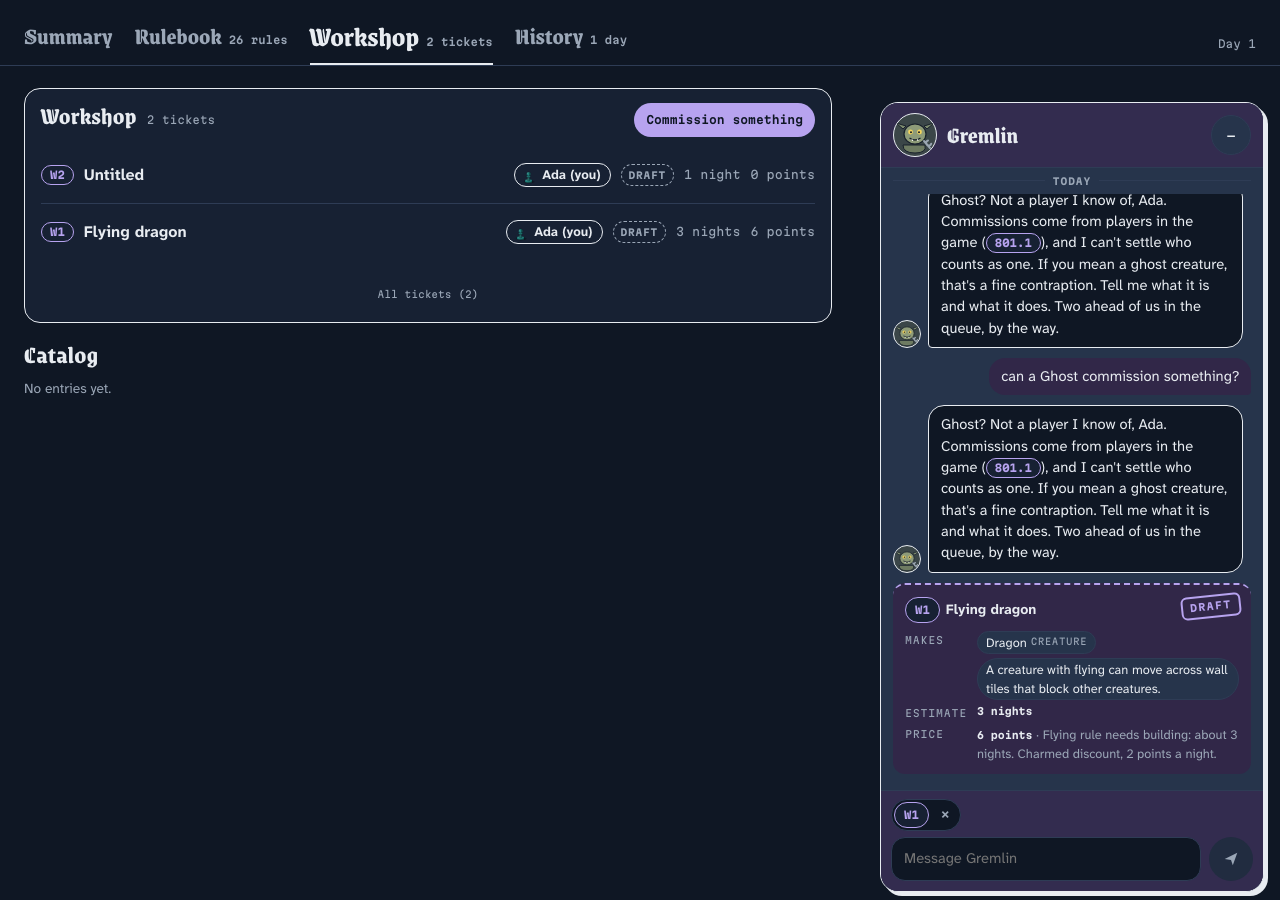 Summary Rulebook 26 rules Workshop 2 tickets History 1 day Day 1
Workshop 2 tickets Commission something
W2 Untitled Ada (you) DRAFT 1 night 0 points
W1 Flying dragon Ada (you) DRAFT 3 nights 6 points
All tickets (2)
Catalog
No entries yet.
Gremlin –
TODAY
Ghost? Not a player I know of, Ada.
Commissions come from players in the
game (801.1), and I can't settle who
counts as one. If you mean a ghost creature,
that's a fine contraption. Tell me what it is
and what it does. Two ahead of us in the
queue, by the way.
can a Ghost commission something?
Ghost? Not a player I know of, Ada.
Commissions come from players in the
game (801.1), and I can't settle who
counts as one. If you mean a ghost creature,
that's a fine contraption. Tell me what it is
and what it does. Two ahead of us in the
queue, by the way.
W1 Flying dragon DRAFT
MAKES Dragon CREATURE
A creature with flying can move across wall
tiles that block other creatures.
ESTIMATE 3 nights
PRICE 6 points · Flying rule needs building: about 3
nights. Charmed discount, 2 points a night.
W1 ×
Message Gremlin